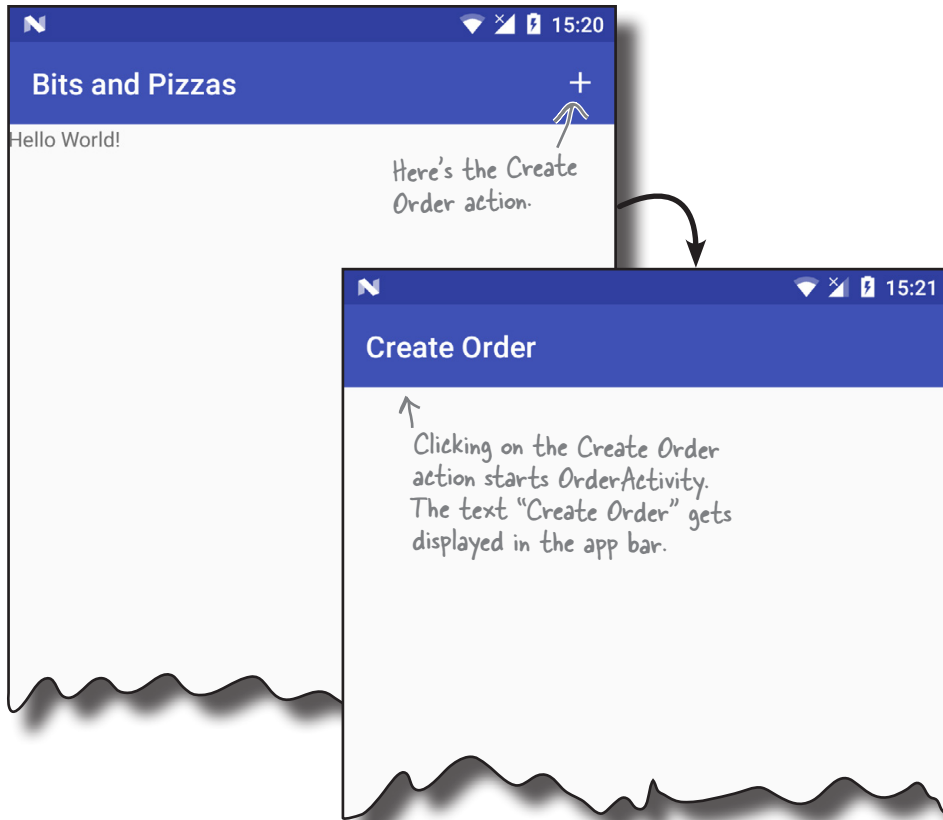 15:20
Bits and Pizzas
+
Hello World!
Here's the Create
Order action.
15:21
Create Order
Clicking on the Create Order
action starts OrderActivity.
The text “Create Order” gets
displayed in the app bar.